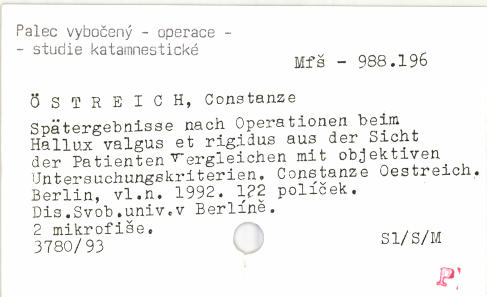 Palec vybočený - operace -
- studie katamnestické
Mfš - 988.196
Ö S T R E I C H, Constanze
Spätergebnisse nach Operationen beim
Hallux valgus et rigidus aus der Sicht
der Patienten vergleichen mit objektiven
Untersuchungskriterien. Constanze Oestreich.
Berlin, vl.n. 1992. 122 políček.
Dis.Svob.univ.v Berlíně.
2 mikrofiše.
3780/93
Sl/S/M
P